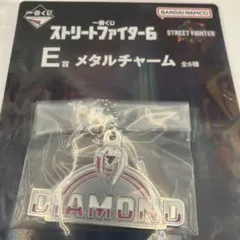 一番くじ
一番くじ
BANDAI NAMCO
ストリートファイター6
STREET FIGHTER
E賞 メタルチャーム 全6種
DIAMOND